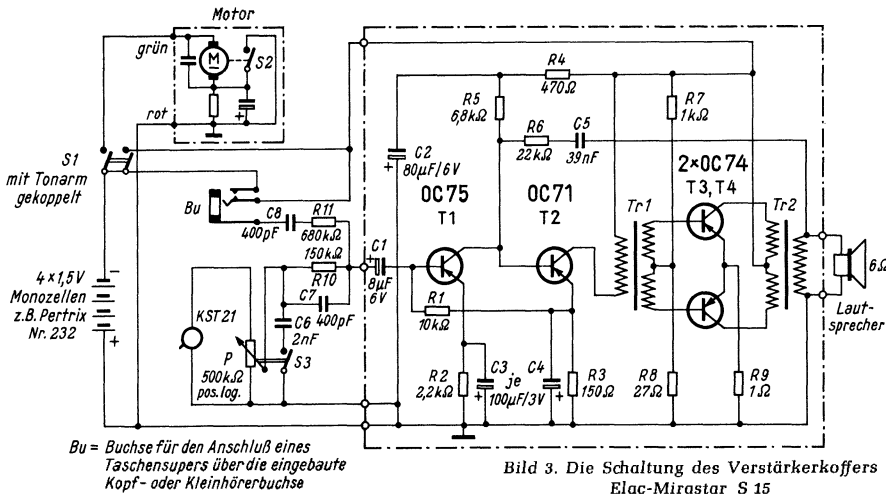 Motor
grün
M
S2
rot
S1
mit Tonarm
gekoppelt
Bu
C8
400pF
R11
680kΩ
150kΩ
R10
C7
400pF
C6
2nF
S3
KST 21
P
500kΩ
pos.log.
4×1,5V
Monozellen
z.B. Pertrix
Nr. 232
−
+
C1
+
8µF
6V
C2
80µF/6V
+
R4
470Ω
R5
6,8kΩ
R6
22kΩ
C5
39nF
R7
1kΩ
OC75
T1
OC71
T2
2×OC74
T3, T4
Tr1
Tr2
6Ω
Laut-
sprecher
R1
10kΩ
R2
2,2kΩ
C3
C4
je
100µF/3V
+
+
R3
150Ω
R8
27Ω
R9
1Ω
Bu = Buchse für den Anschluß eines
Taschensupers über die eingebaute
Kopf- oder Kleinhörerbuchse
Bild 3. Die Schaltung des Verstärkerkoffers
Elac-Mirastar S 15